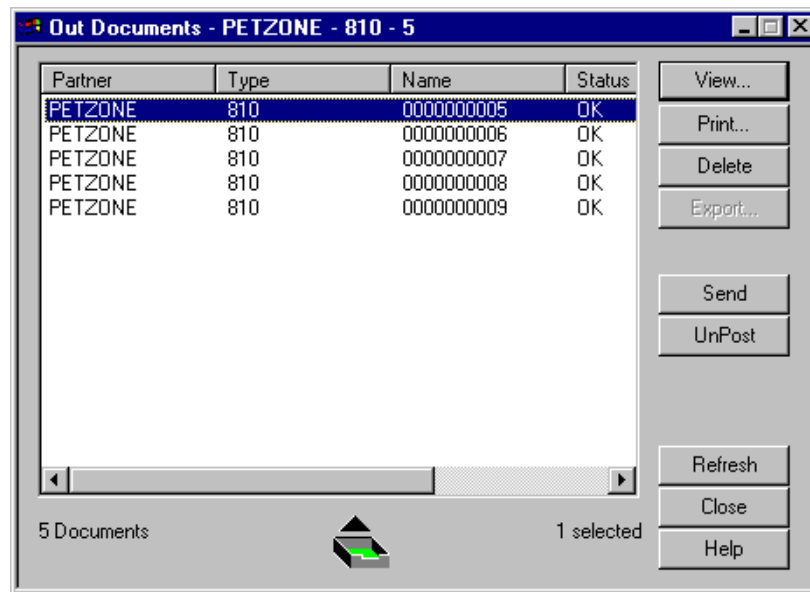 Out Documents - PETZONE - 810 - 5
Partner Type Name Status
PETZONE 810 0000000005 OK
PETZONE 810 0000000006 OK
PETZONE 810 0000000007 OK
PETZONE 810 0000000008 OK
PETZONE 810 0000000009 OK
View...
Print...
Delete
Export...
Send
UnPost
Refresh
Close
Help
5 Documents
1 selected